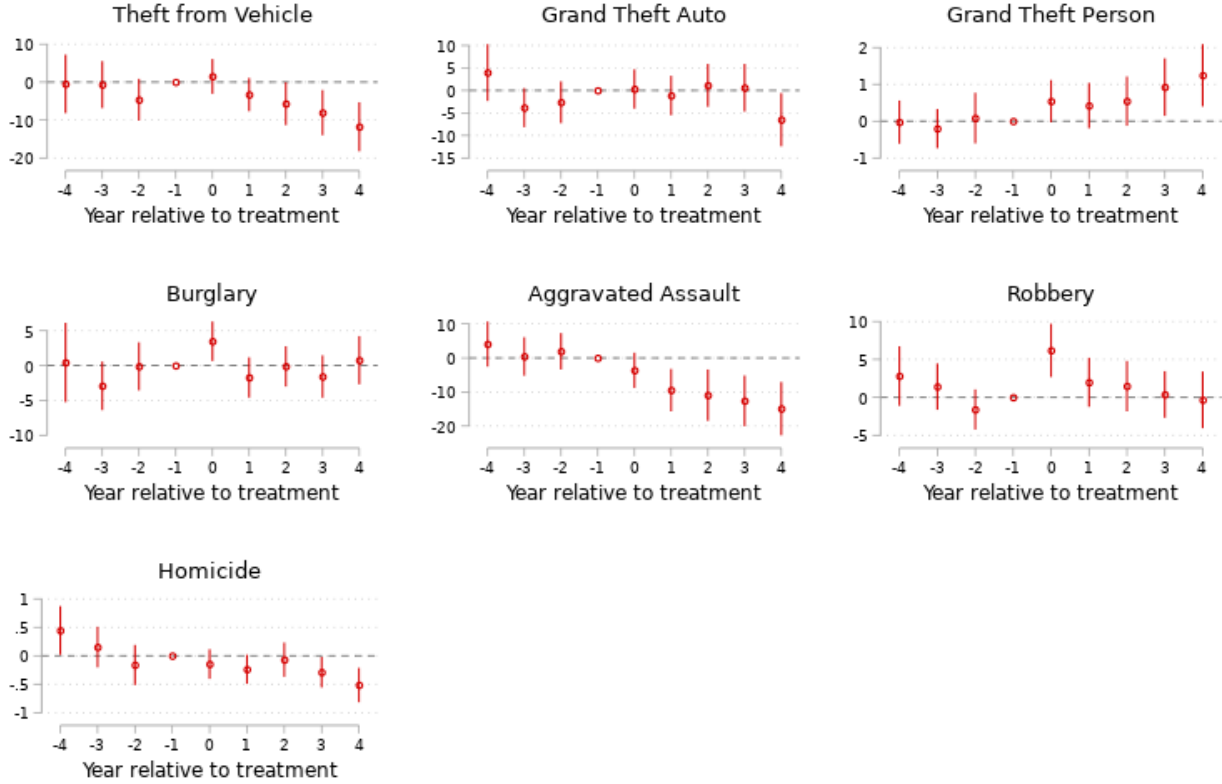 Theft from Vehicle
10
0
-10
-20
-4 -3 -2 -1 0 1 2 3 4
Year relative to treatment
Grand Theft Auto
10
5
0
-5
-10
-15
-4 -3 -2 -1 0 1 2 3 4
Year relative to treatment
Grand Theft Person
2
1
0
-1
-4 -3 -2 -1 0 1 2 3 4
Year relative to treatment
Burglary
5
0
-5
-10
-4 -3 -2 -1 0 1 2 3 4
Year relative to treatment
Aggravated Assault
10
0
-10
-20
-4 -3 -2 -1 0 1 2 3 4
Year relative to treatment
Robbery
10
5
0
-5
-4 -3 -2 -1 0 1 2 3 4
Year relative to treatment
Homicide
1
.5
0
-.5
-1
-4 -3 -2 -1 0 1 2 3 4
Year relative to treatment